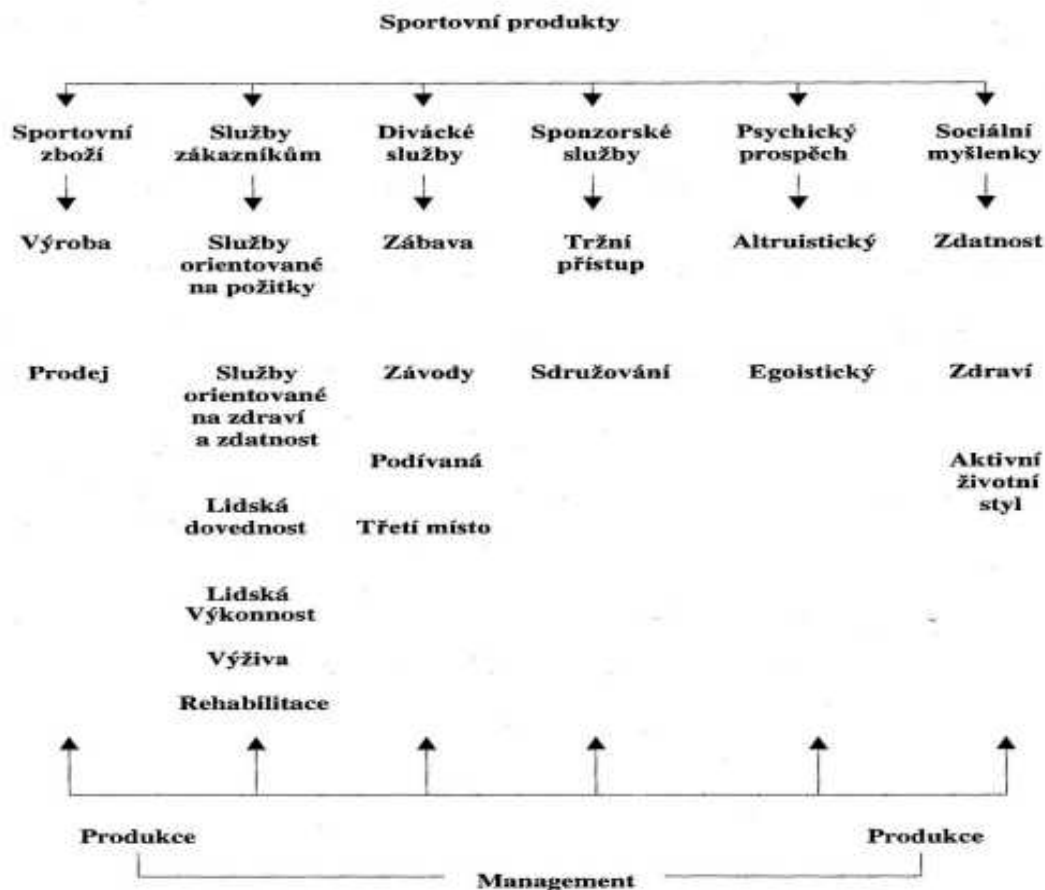 Sportovní produkty
Sportovní
zboží
Služby
zákazníkům
Divácké
služby
Sponzorské
služby
Psychický
prospěch
Sociální
myšlenky
Výroba
Služby
orientované
na požitky
Zábava
Tržní
přístup
Altruistický
Zdatnost
Prodej
Služby
orientované
na zdraví
a zdatnost
Závody
Sdružování
Egoistický
Zdraví
Podívaná
Aktivní
životní
styl
Lidská
dovednost
Třetí místo
Lidská
Výkonnost
Výživa
Rehabilitace
Produkce
Produkce
Management